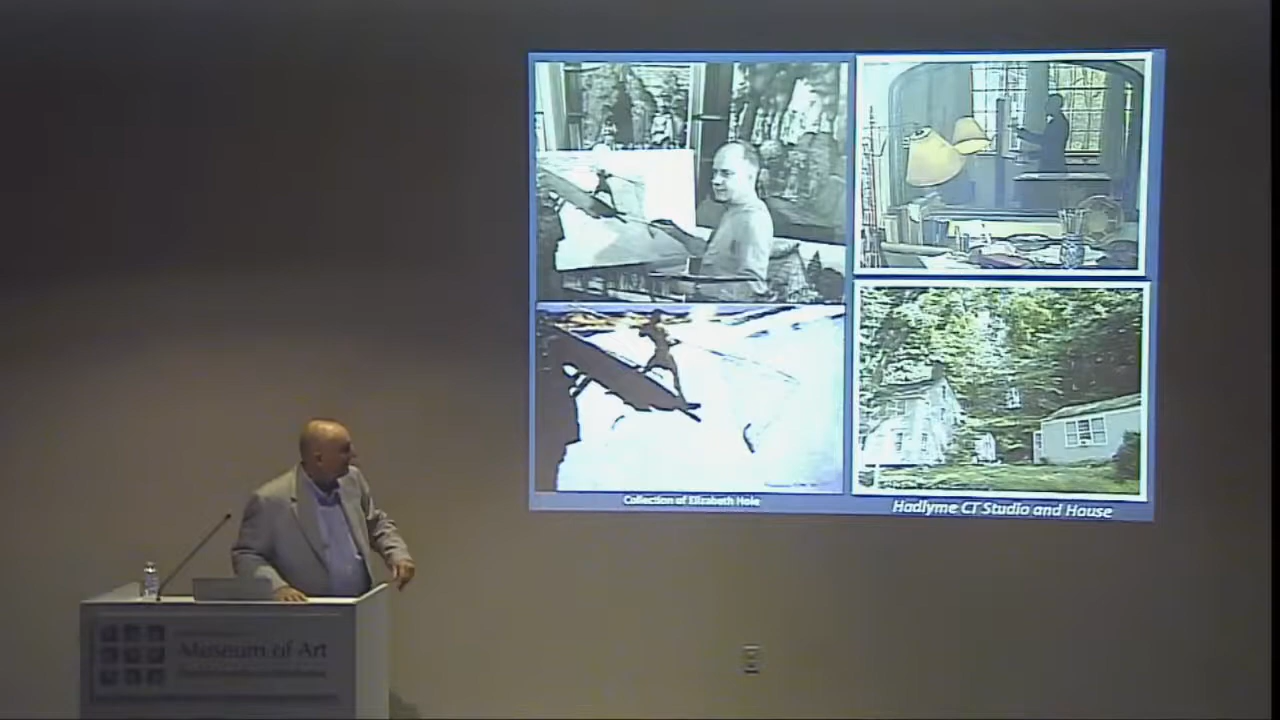 Collection of Elizabeth Hole
Hadlyme CT Studio and House
Museum of Art